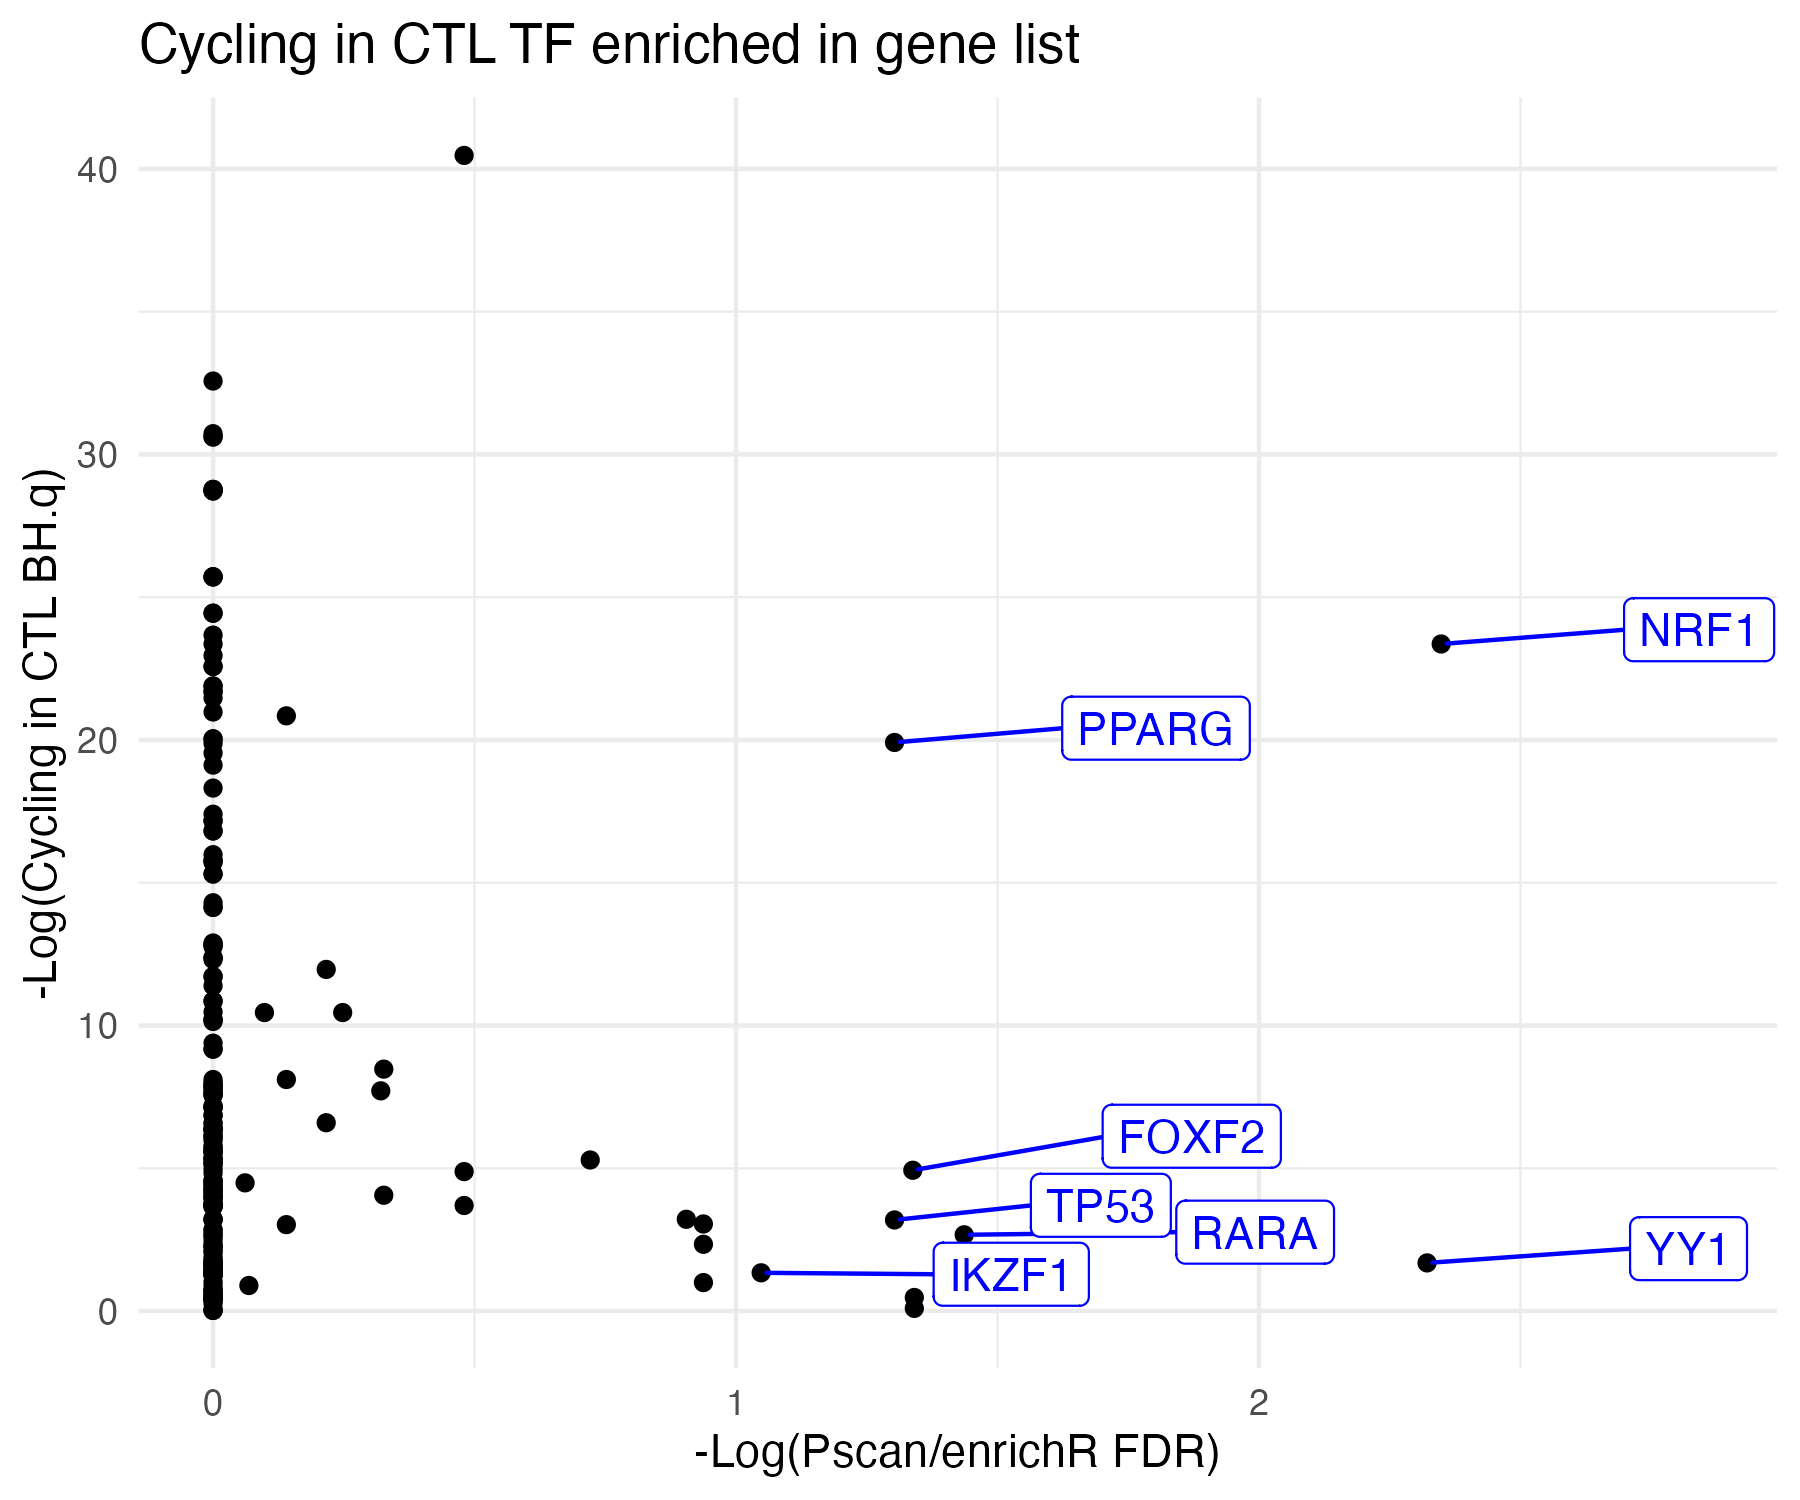 Cycling in CTL TF enriched in gene list
-Log(Cycling in CTL BH.q)
40
30
20
10
0
NRF1
PPARG
FOXF2
TP53
RARA
YY1
IKZF1
0
1
2
-Log(Pscan/enrichR FDR)